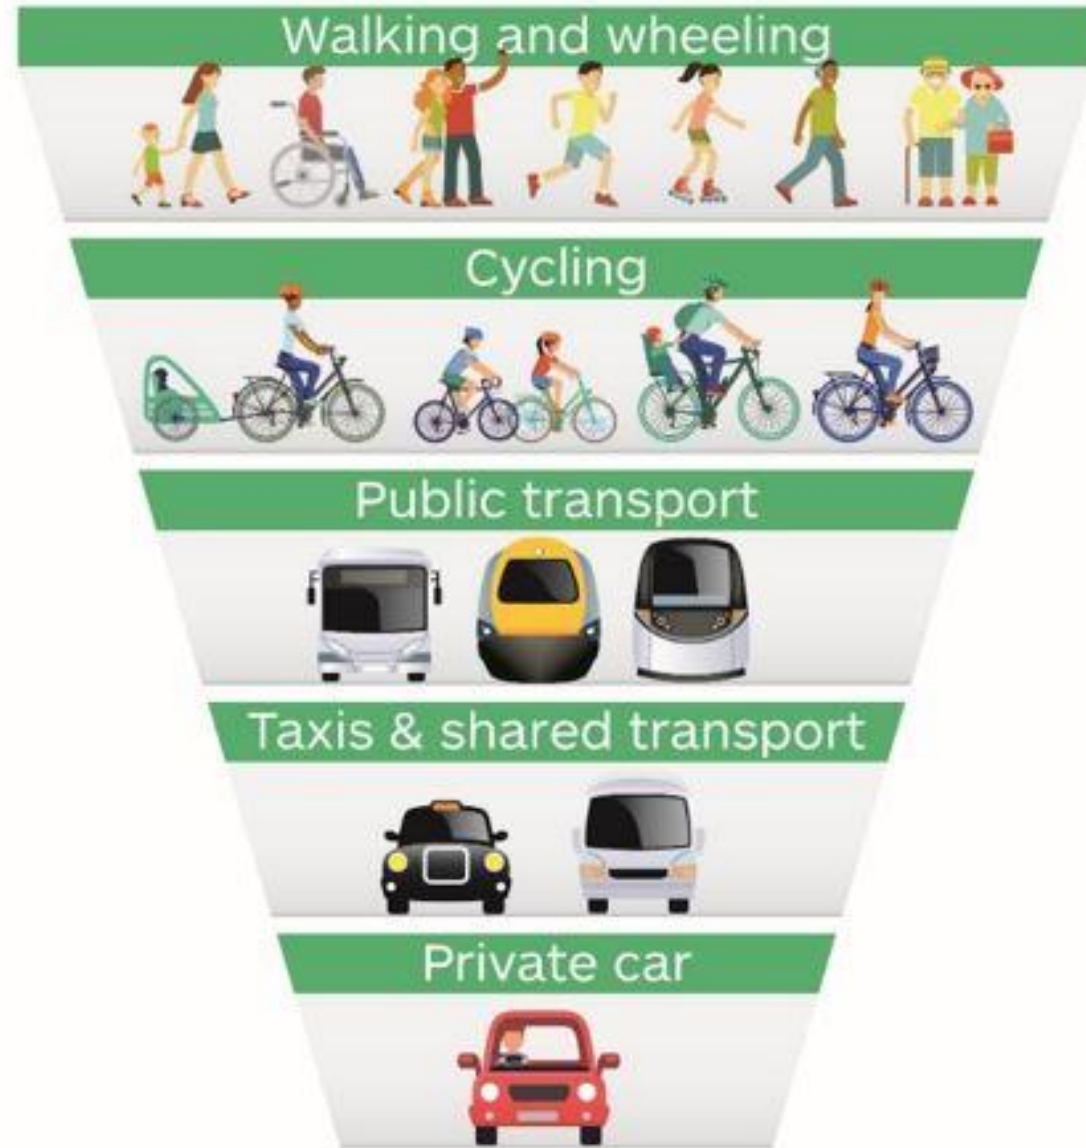 Walking and wheeling
Cycling
Public transport
Taxis & shared transport
Private car